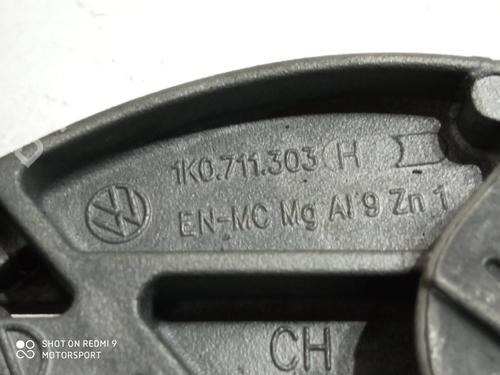 1K0.711.303 H
EN-MC Mg Al 9 Zn 1
CH
SHOT ON REDMI 9
MOTORSPORT